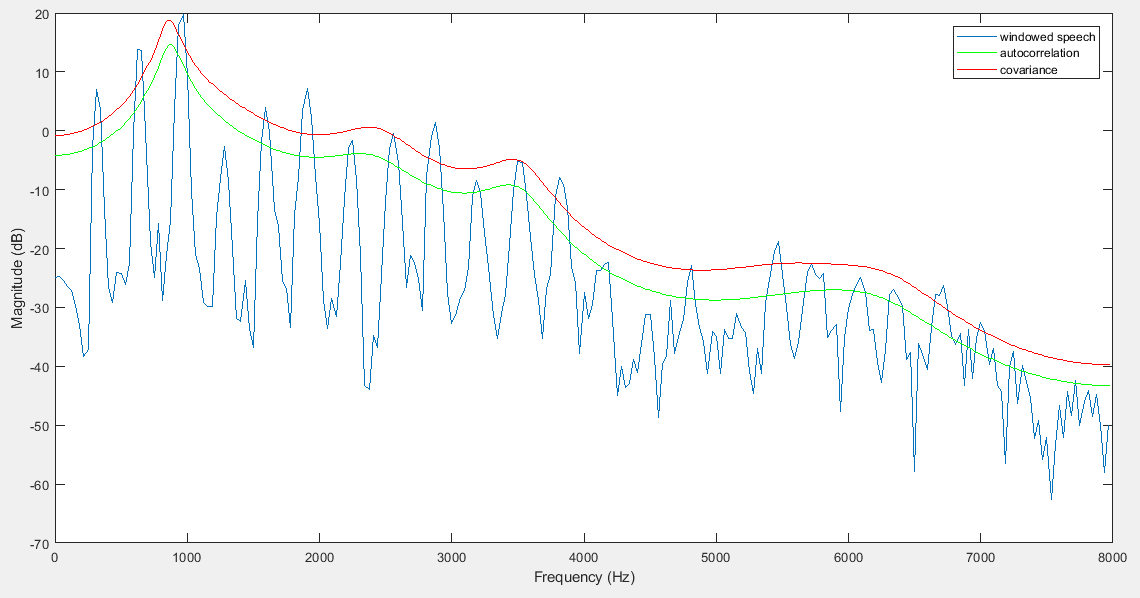 windowed speech
autocorrelation
covariance
20
10
0
-10
-20
-30
-40
-50
-60
-70
Magnitude (dB)
0 1000 2000 3000 4000 5000 6000 7000 8000
Frequency (Hz)